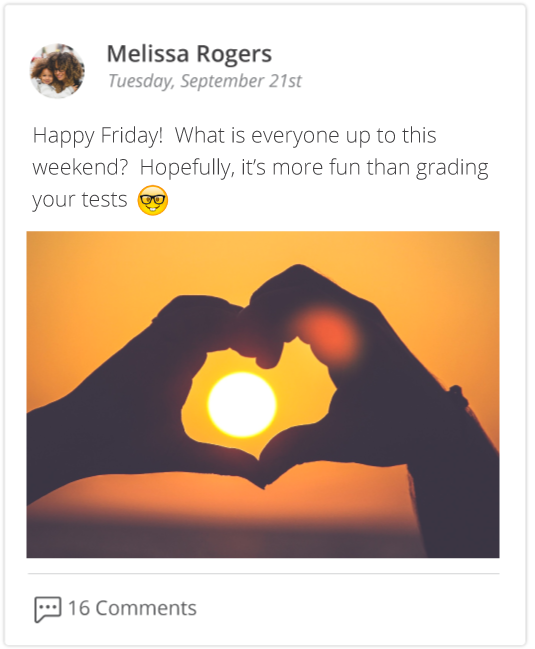 Melissa Rogers
Tuesday, September 21st
Happy Friday!  What is everyone up to this
weekend?  Hopefully, it’s more fun than grading
your tests 🤓
16 Comments